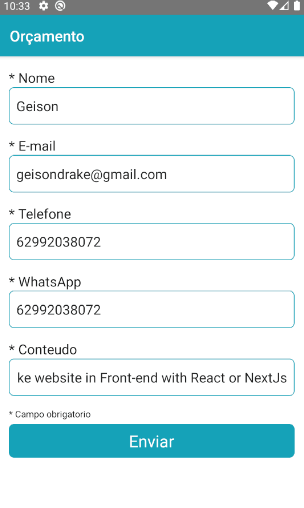 10:33
Orçamento
* Nome
Geison
* E-mail
geisondrake@gmail.com
* Telefone
62992038072
* WhatsApp
62992038072
* Conteudo
ke website in Front-end with React or NextJs
* Campo obrigatorio
Enviar